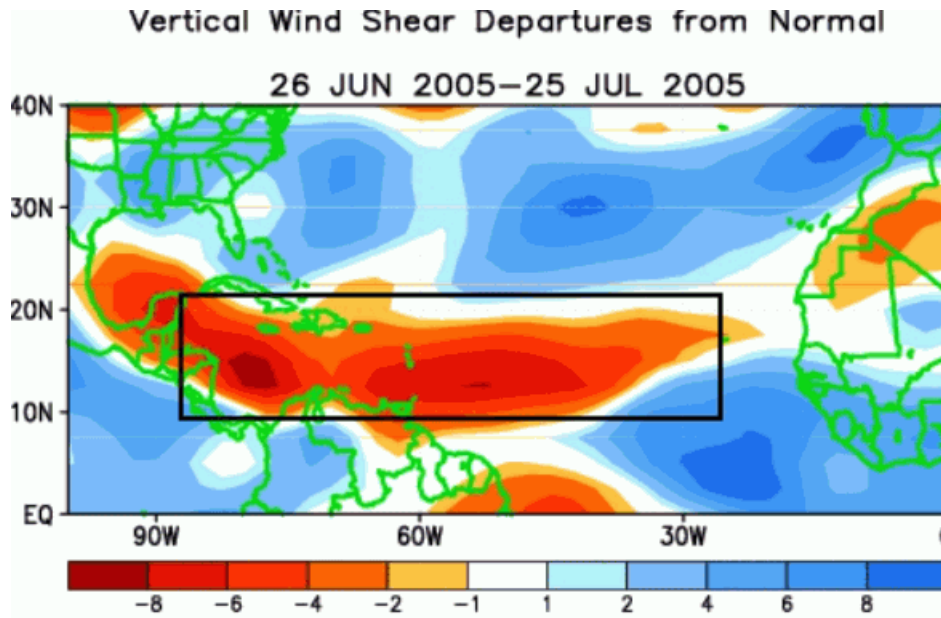 Vertical Wind Shear Departures from Normal
26 JUN 2005–25 JUL 2005
40N
30N
20N
10N
EQ
90W 60W 30W
-8 -6 -4 -2 -1 1 2 4 6 8